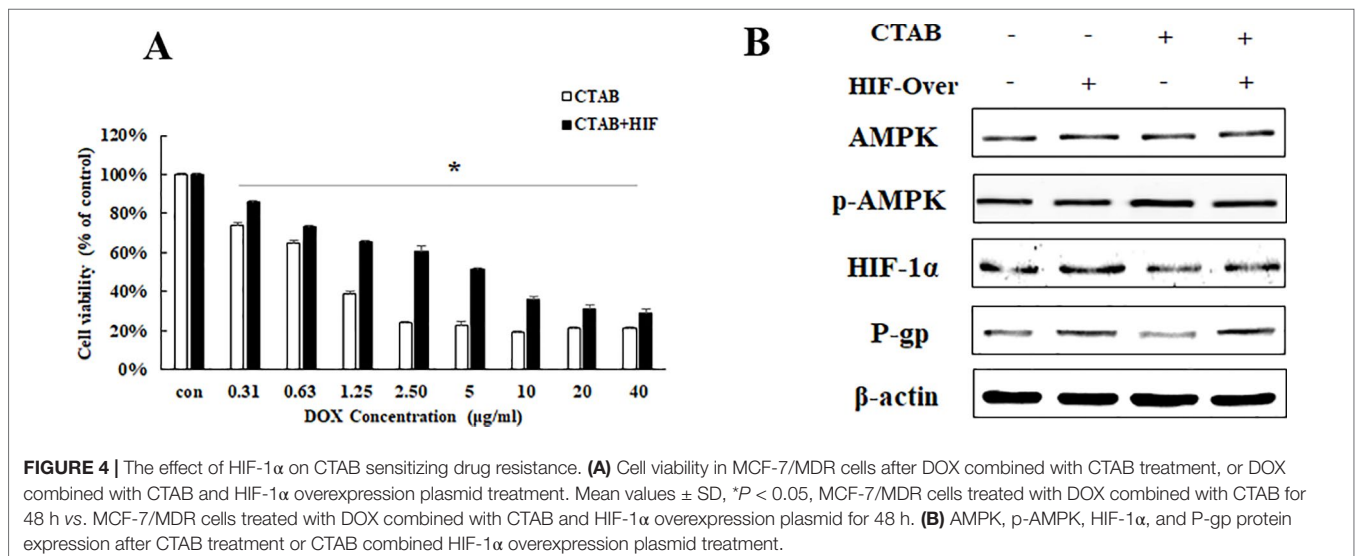 A
CTAB
CTAB+HIF
Cell viability (% of control)
120%
100%
80%
60%
40%
20%
0%
*
con 0.31 0.63 1.25 2.50 5 10 20 40
DOX Concentration (µg/ml)
B
CTAB - - + +
HIF-Over - + - +
AMPK
p-AMPK
HIF-1α
P-gp
β-actin
FIGURE 4 | The effect of HIF-1α on CTAB sensitizing drug resistance. (A) Cell viability in MCF-7/MDR cells after DOX combined with CTAB treatment, or DOX
combined with CTAB and HIF-1α overexpression plasmid treatment. Mean values ± SD, *P < 0.05, MCF-7/MDR cells treated with DOX combined with CTAB for
48 h vs. MCF-7/MDR cells treated with DOX combined with CTAB and HIF-1α overexpression plasmid for 48 h. (B) AMPK, p-AMPK, HIF-1α, and P-gp protein
expression after CTAB treatment or CTAB combined HIF-1α overexpression plasmid treatment.